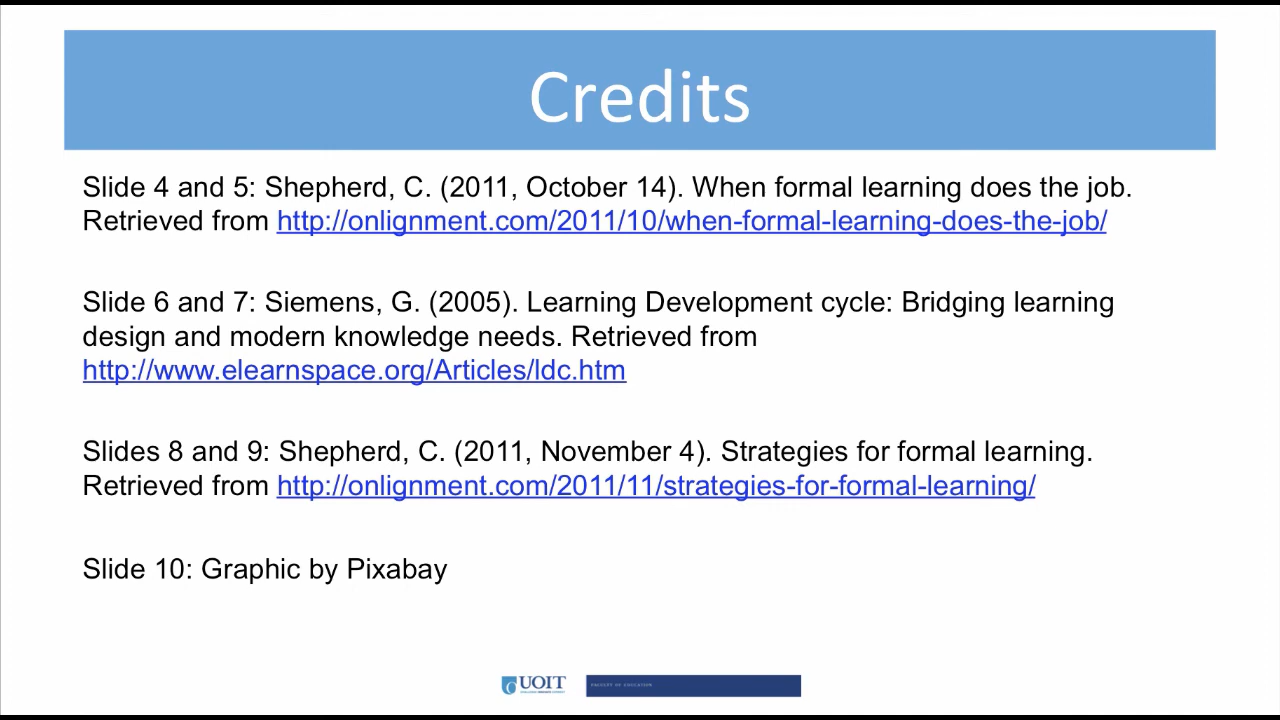 Credits
Slide 4 and 5: Shepherd, C. (2011, October 14). When formal learning does the job.
Retrieved from http://onlignment.com/2011/10/when-formal-learning-does-the-job/
Slide 6 and 7: Siemens, G. (2005). Learning Development cycle: Bridging learning
design and modern knowledge needs. Retrieved from
http://www.elearnspace.org/Articles/ldc.htm
Slides 8 and 9: Shepherd, C. (2011, November 4). Strategies for formal learning.
Retrieved from http://onlignment.com/2011/11/strategies-for-formal-learning/
Slide 10: Graphic by Pixabay
UOIT
FACULTY OF EDUCATION